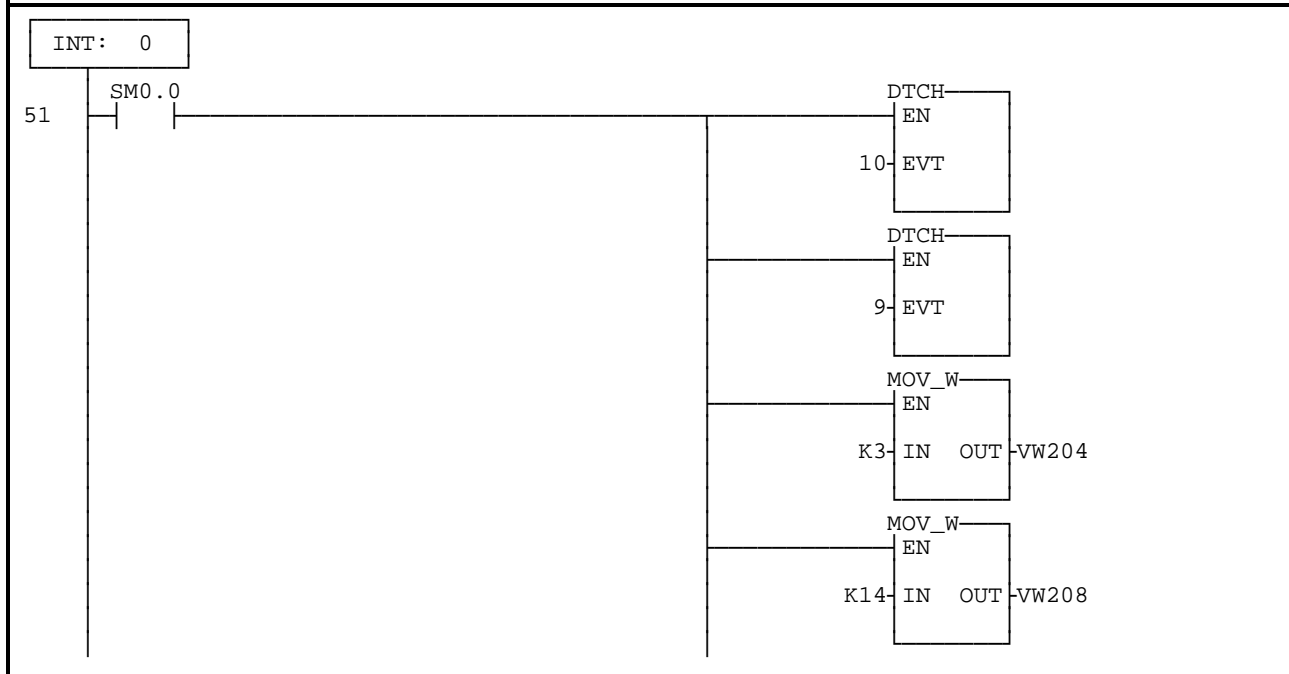 INT: 0
51
SM0.0
DTCH
EN
10 EVT
DTCH
EN
9 EVT
MOV_W
EN
K3 IN OUT VW204
MOV_W
EN
K14 IN OUT VW208